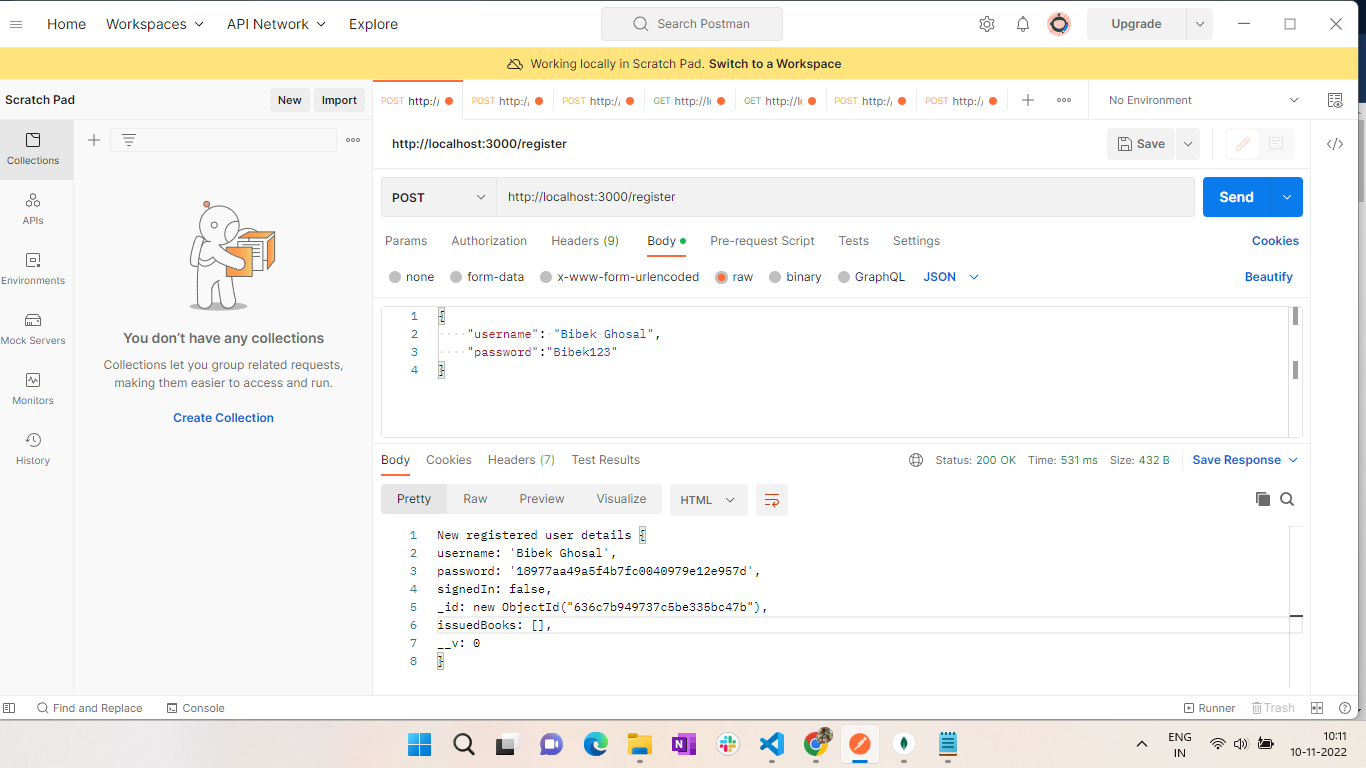 Home Workspaces API Network Explore Search Postman Upgrade
Working locally in Scratch Pad. Switch to a Workspace
Scratch Pad New Import
POST http:/ POST http:/ POST http:/ GET http://l GET http://l POST http:/ POST http:/ No Environment
Collections
APIs
Environments
Mock Servers
Monitors
History
You don't have any collections
Collections let you group related requests,
making them easier to access and run.
Create Collection
http://localhost:3000/register Save
POST http://localhost:3000/register Send
Params Authorization Headers (9) Body Pre-request Script Tests Settings Cookies
none form-data x-www-form-urlencoded raw binary GraphQL JSON Beautify
1 {
2 "username": "Bibek Ghosal",
3 "password":"Bibek123"
4 }
Body Cookies Headers (7) Test Results Status: 200 OK Time: 531 ms Size: 432 B Save Response
Pretty Raw Preview Visualize HTML
1 New registered user details {
2 username: 'Bibek Ghosal',
3 password: '18977aa49a5f4b7fc0040979e12e957d',
4 signedIn: false,
5 _id: new ObjectId("636c7b949737c5be335bc47b"),
6 issuedBooks: [],
7 __v: 0
8 }
Find and Replace Console Runner Trash
ENG
IN
10:11
10-11-2022